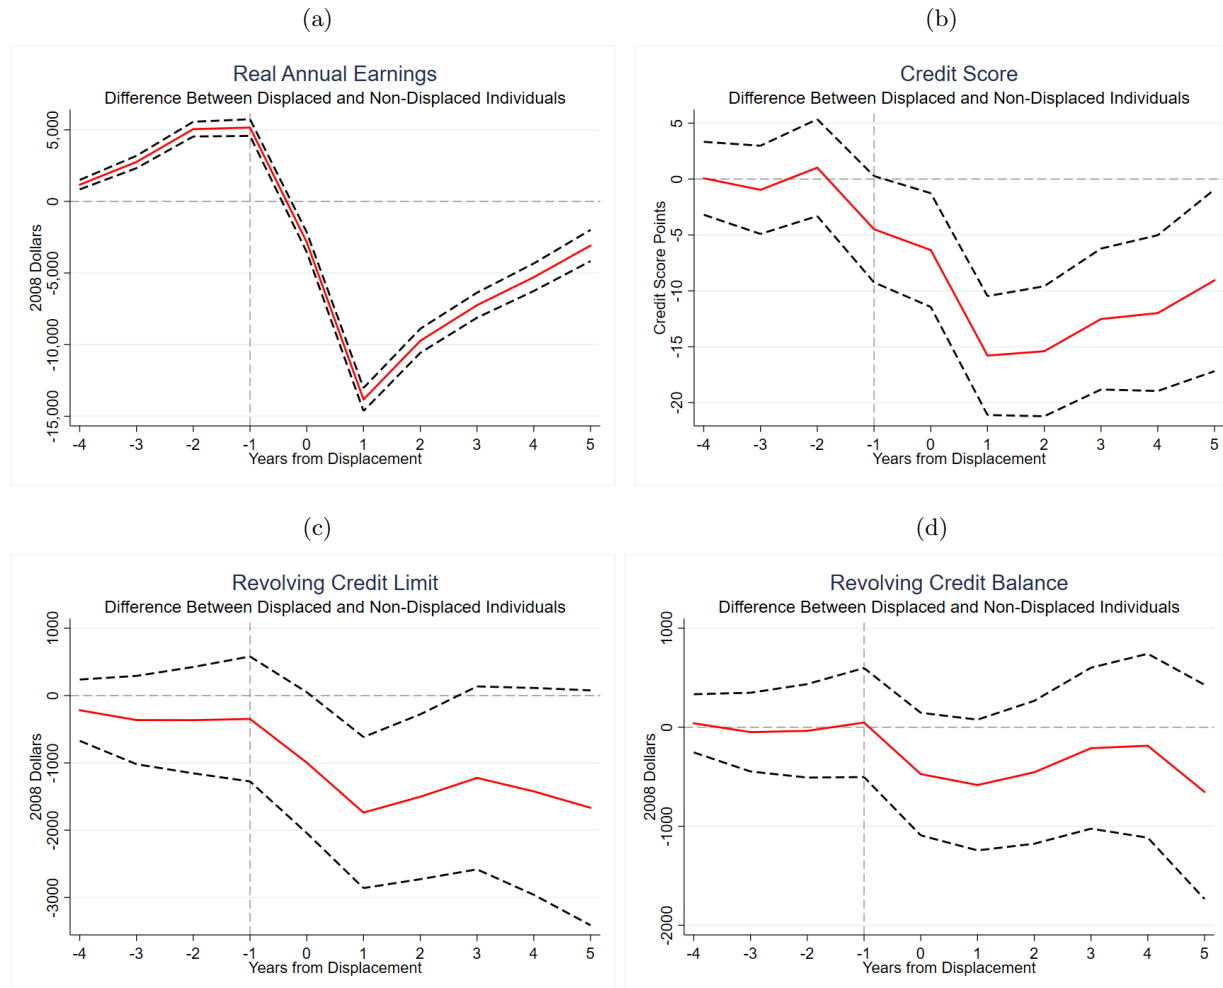 (a)
Real Annual Earnings
Difference Between Displaced and Non-Displaced Individuals
2008 Dollars
5,000
0
-5,000
-10,000
-15,000
-4 -3 -2 -1 0 1 2 3 4 5
Years from Displacement
(b)
Credit Score
Difference Between Displaced and Non-Displaced Individuals
Credit Score Points
5
0
-5
-10
-15
-20
-4 -3 -2 -1 0 1 2 3 4 5
Years from Displacement
(c)
Revolving Credit Limit
Difference Between Displaced and Non-Displaced Individuals
2008 Dollars
1000
0
-1000
-2000
-3000
-4 -3 -2 -1 0 1 2 3 4 5
Years from Displacement
(d)
Revolving Credit Balance
Difference Between Displaced and Non-Displaced Individuals
2008 Dollars
1000
0
-1000
-2000
-4 -3 -2 -1 0 1 2 3 4 5
Years from Displacement